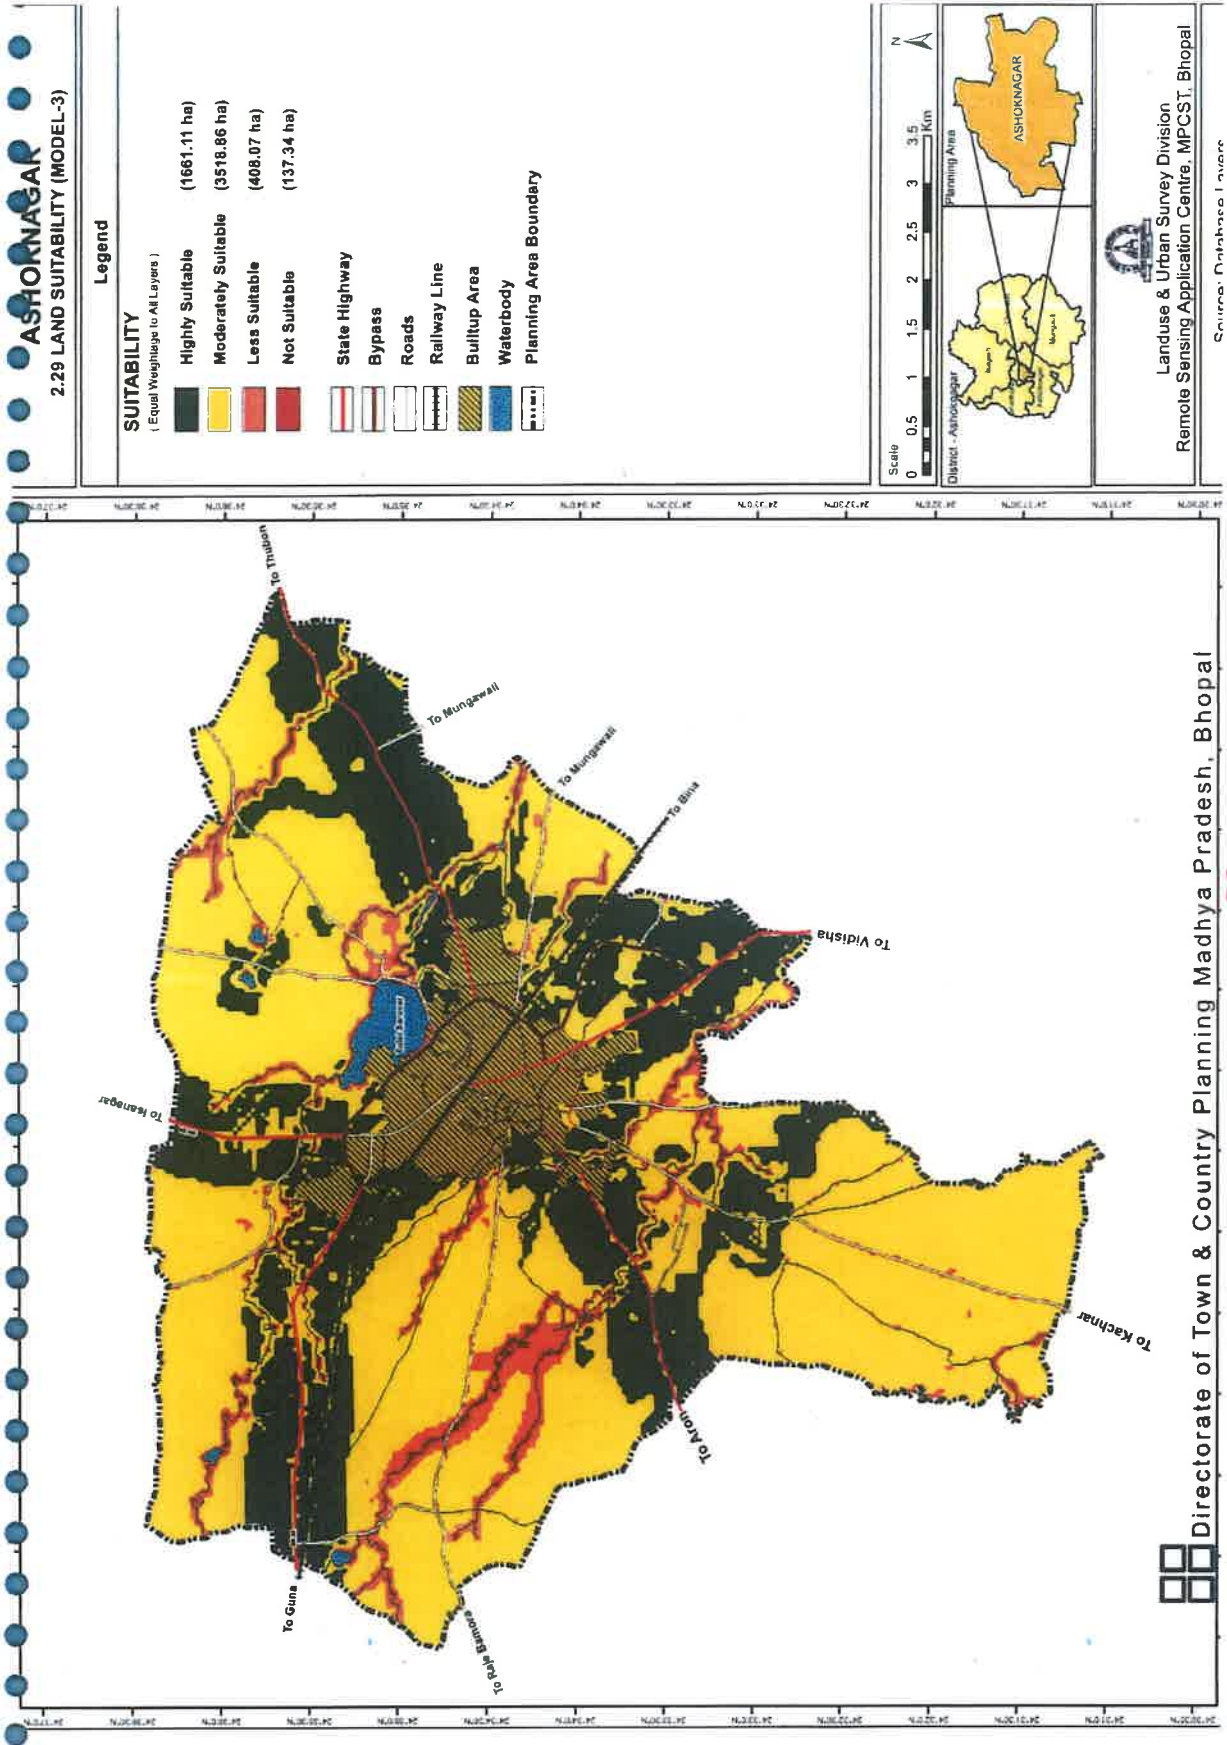 ASHOKNAGAR
2.29 LAND SUITABILITY (MODEL-3)
Legend
SUITABILITY
( Equal Weightage to All Layers )
Highly Suitable (1661.11 ha)
Moderately Suitable (3518.86 ha)
Less Suitable (408.07 ha)
Not Suitable (137.34 ha)
State Highway
Bypass
Roads
Railway Line
Builtup Area
Waterbody
Planning Area Boundary
N
Scale
0 0.5 1 1.5 2 2.5 3 3.5
Km
District - Ashoknagar
Planning Area
ASHOKNAGAR
Landuse & Urban Survey Division
Remote Sensing Application Centre, MPCST, Bhopal
Source: Database Layers
To Thubon
To Mungawali
To Mungawali
To Bina
To Vidisha
To Isanagar
To Guna
To Aron
To Kachnar
Directorate of Town & Country Planning Madhya Pradesh, Bhopal